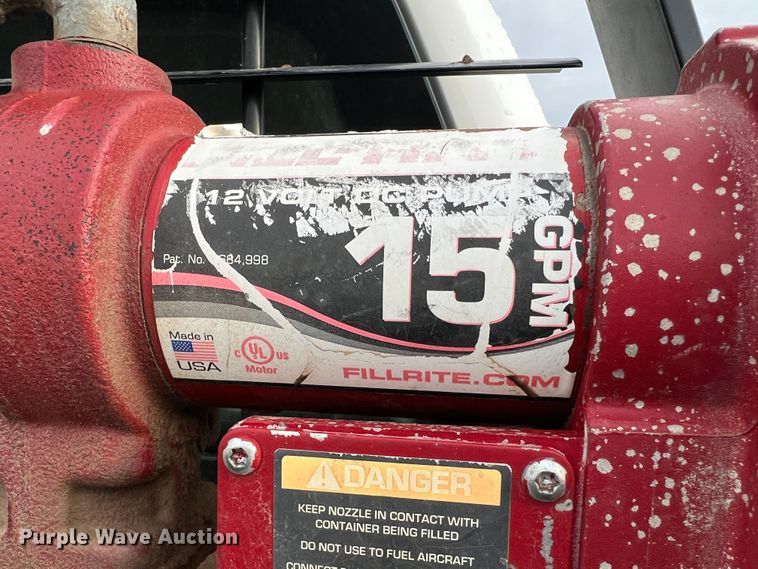 12 VOLT DC PUMP
15
GPM
Pat. No.
Made in
USA
C UL US
Motor
FILLRITE.COM
DANGER
KEEP NOZZLE IN CONTACT WITH
CONTAINER BEING FILLED
DO NOT USE TO FUEL AIRCRAFT
Purple Wave Auction